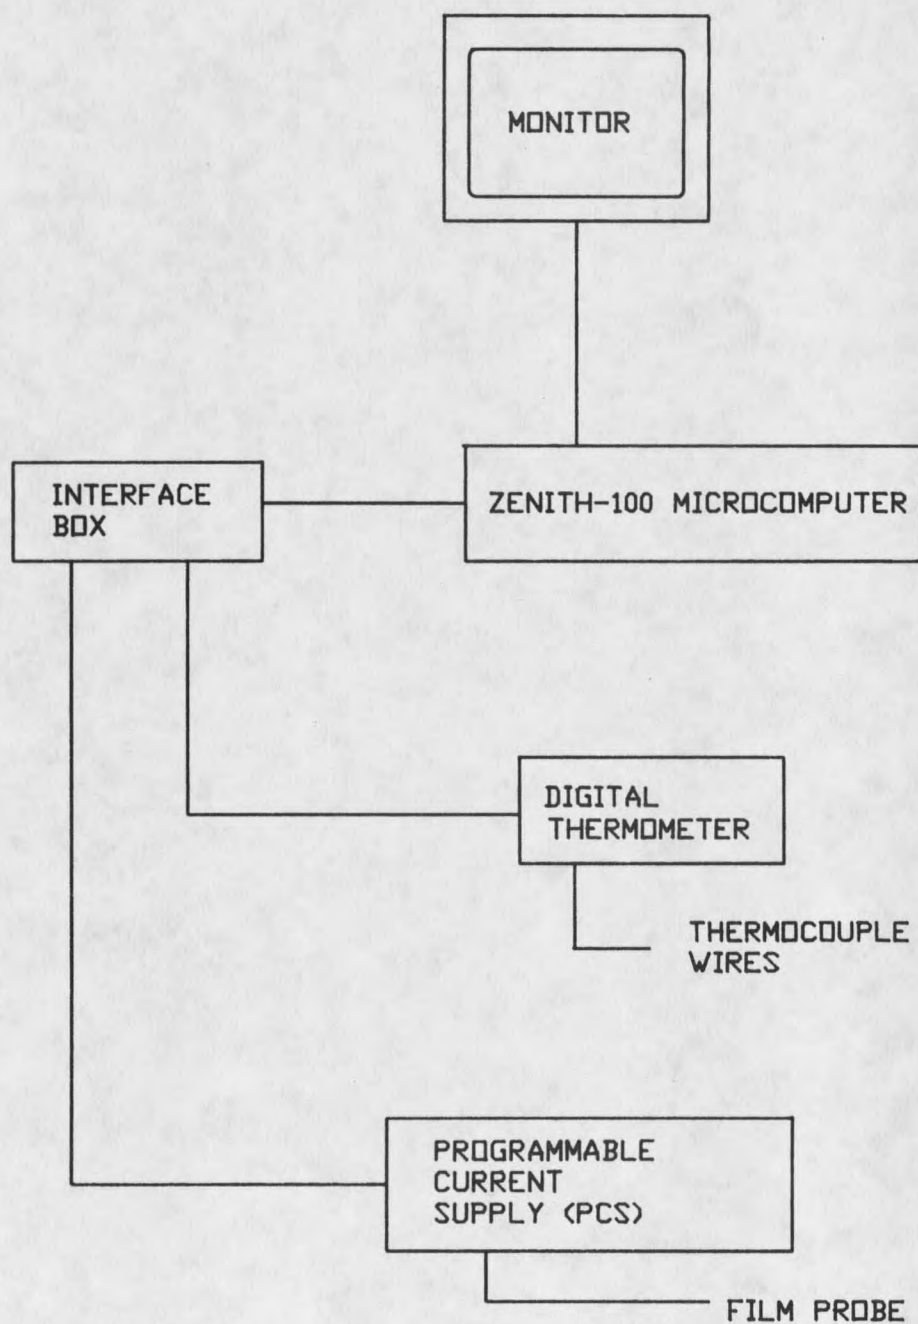 MONITOR
INTERFACE
BOX
ZENITH-100 MICROCOMPUTER
DIGITAL
THERMOMETER
THERMOCOUPLE
WIRES
PROGRAMMABLE
CURRENT
SUPPLY (PCS)
FILM PROBE